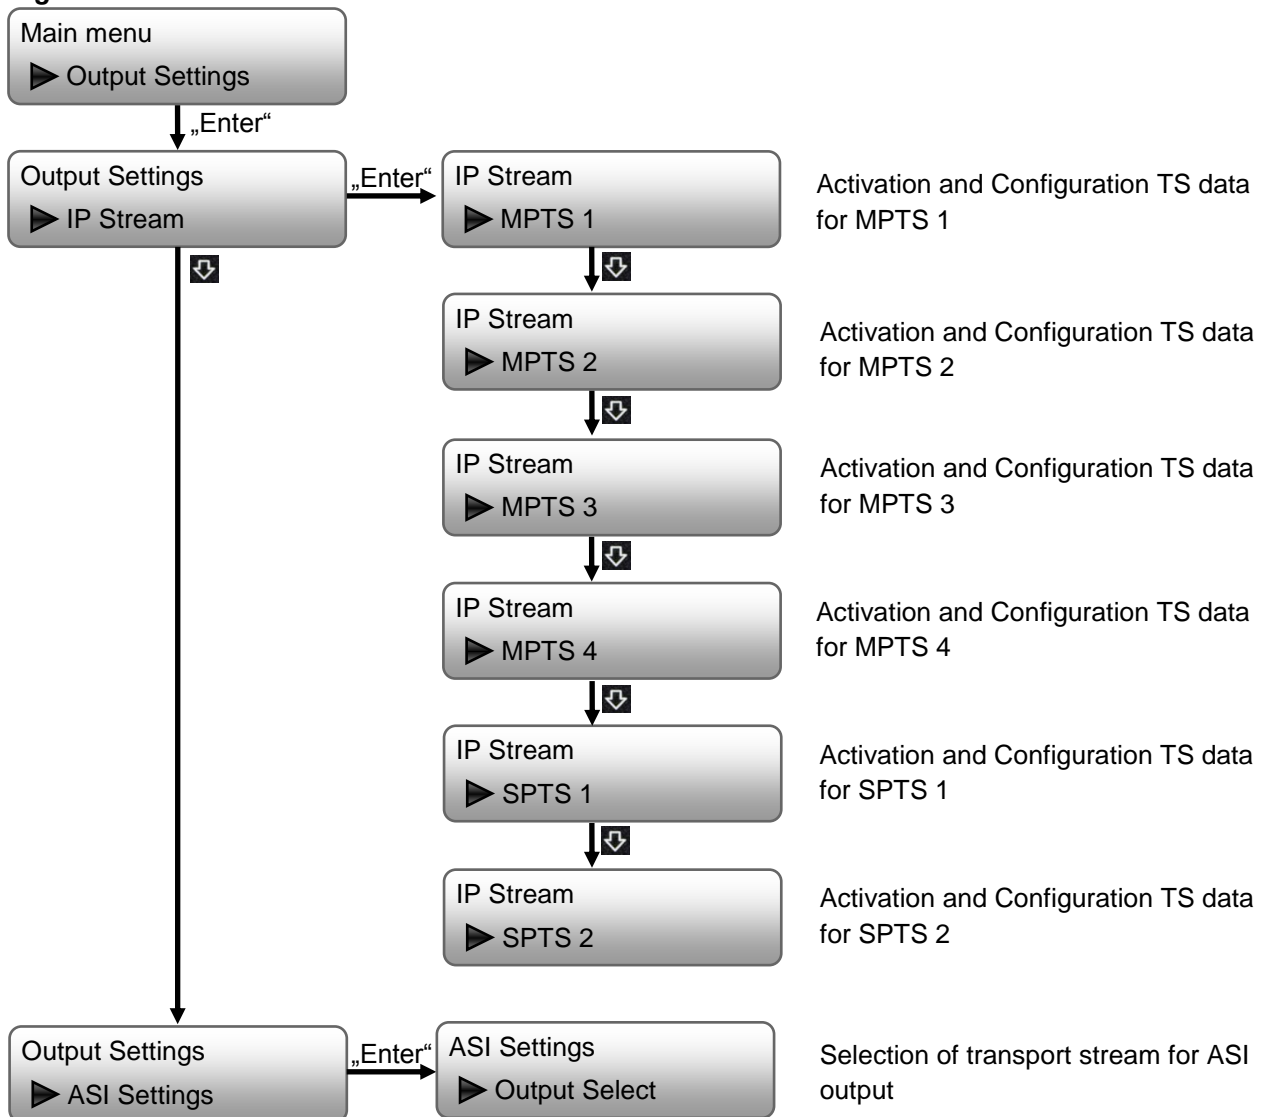 Main menu
Output Settings
„Enter“
Output Settings
IP Stream
„Enter“
IP Stream
MPTS 1
Activation and Configuration TS data
for MPTS 1
IP Stream
MPTS 2
Activation and Configuration TS data
for MPTS 2
IP Stream
MPTS 3
Activation and Configuration TS data
for MPTS 3
IP Stream
MPTS 4
Activation and Configuration TS data
for MPTS 4
IP Stream
SPTS 1
Activation and Configuration TS data
for SPTS 1
IP Stream
SPTS 2
Activation and Configuration TS data
for SPTS 2
Output Settings
ASI Settings
„Enter“
ASI Settings
Output Select
Selection of transport stream for ASI
output